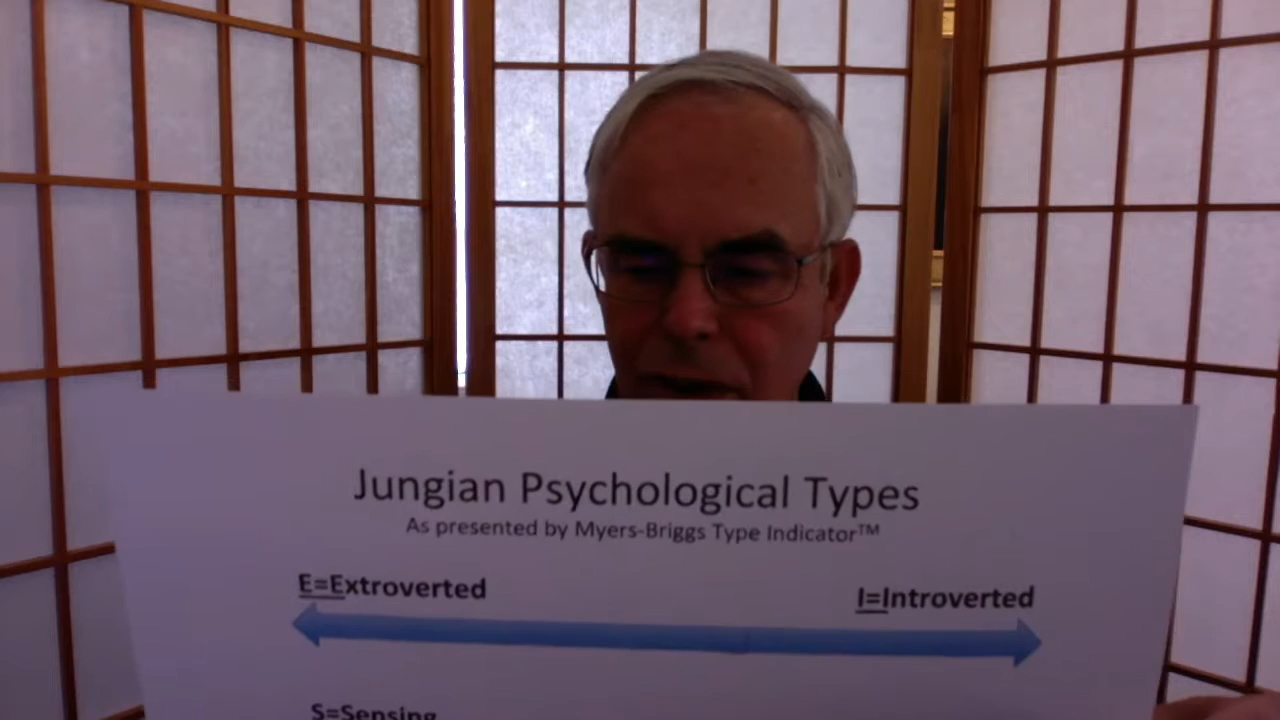 Jungian Psychological Types
As presented by Myers-Briggs Type Indicator™
E=Extroverted I=Introverted
S=Sensing